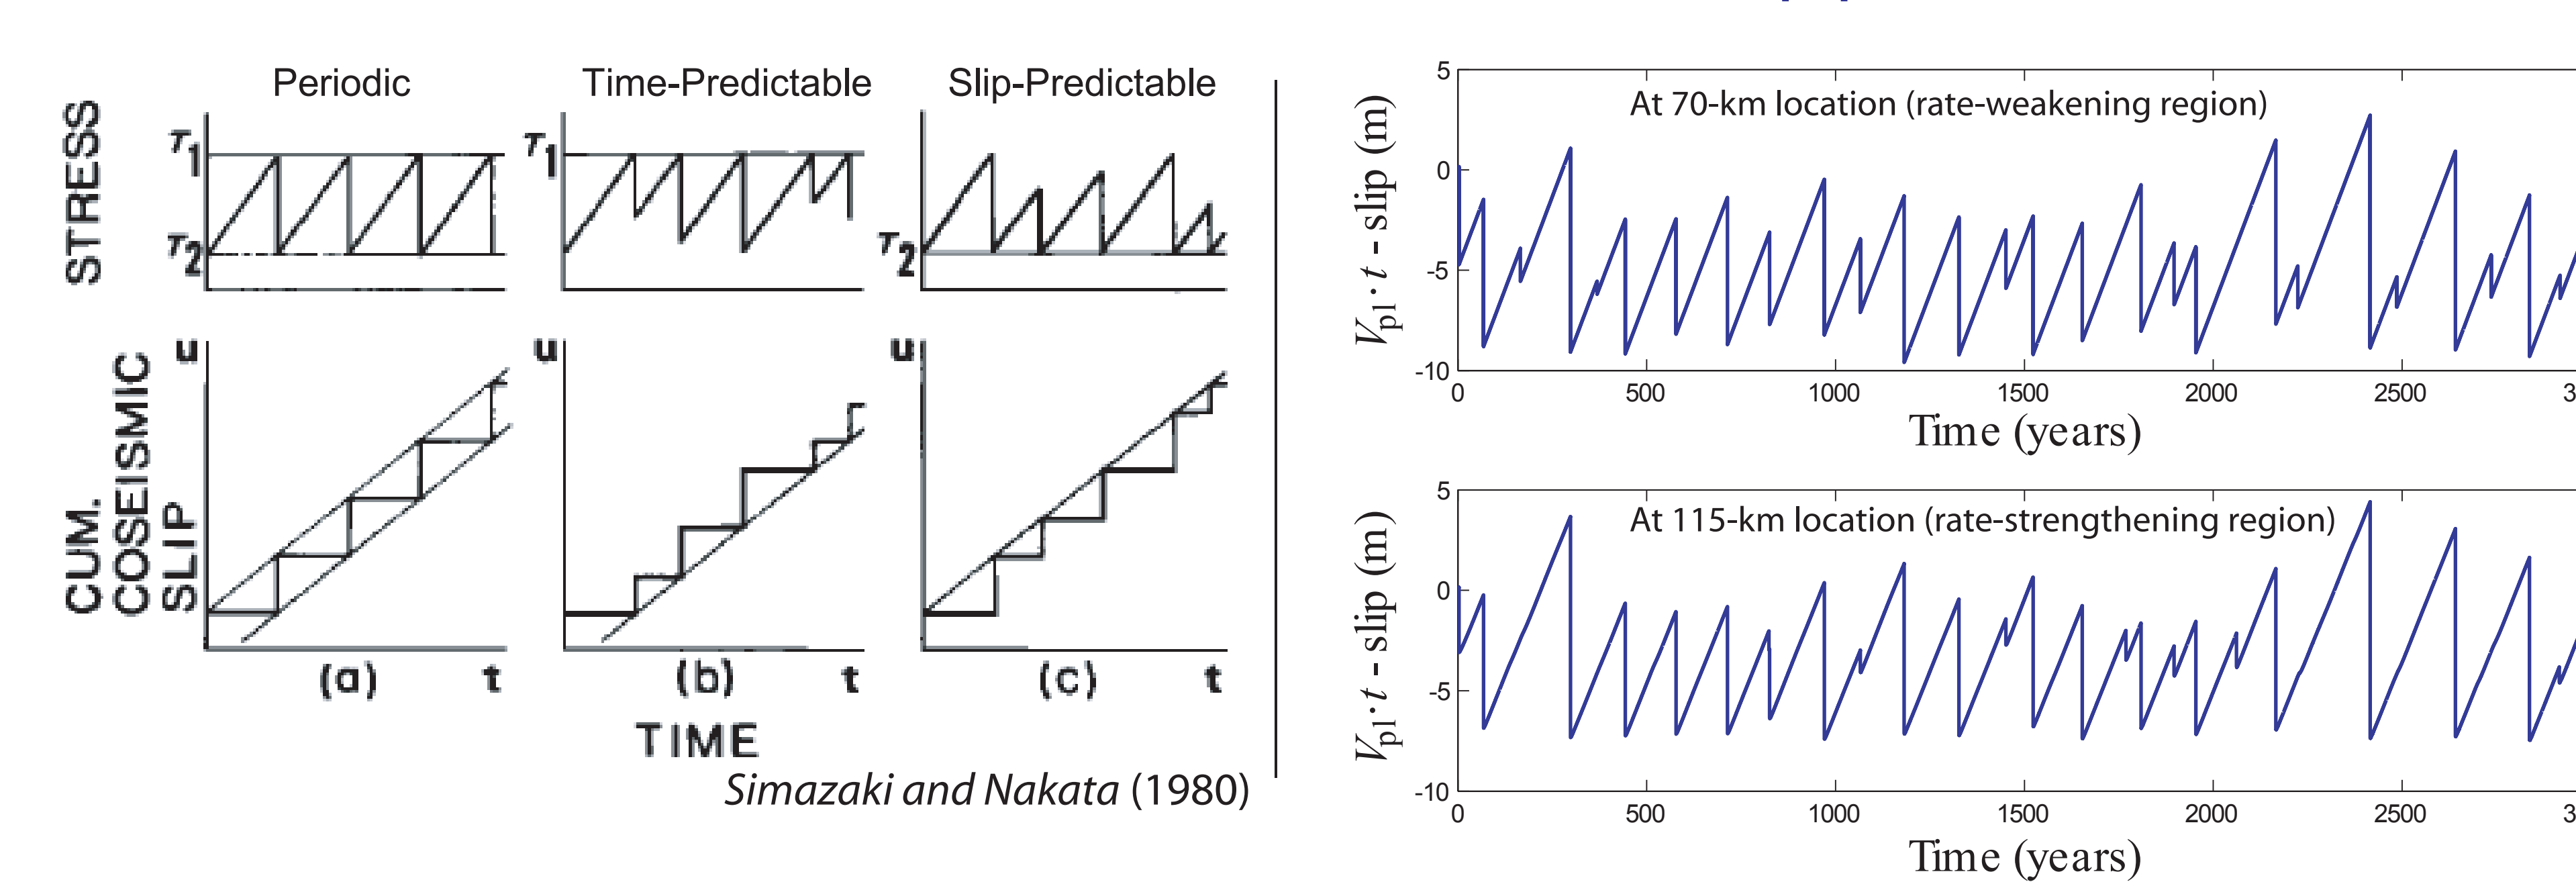 Periodic
Time-Predictable
Slip-Predictable
STRESS
τ1
τ2
τ1
τ2
CUM.
COSEISMIC
SLIP
u
u
u
(a)
t
(b)
t
(c)
t
TIME
Simazaki and Nakata (1980)
At 70-km location (rate-weakening region)
Vpl · t - slip (m)
5
0
-5
-10
0
500
1000
1500
2000
2500
Time (years)
At 115-km location (rate-strengthening region)
Vpl · t - slip (m)
5
0
-5
-10
0
500
1000
1500
2000
2500
Time (years)